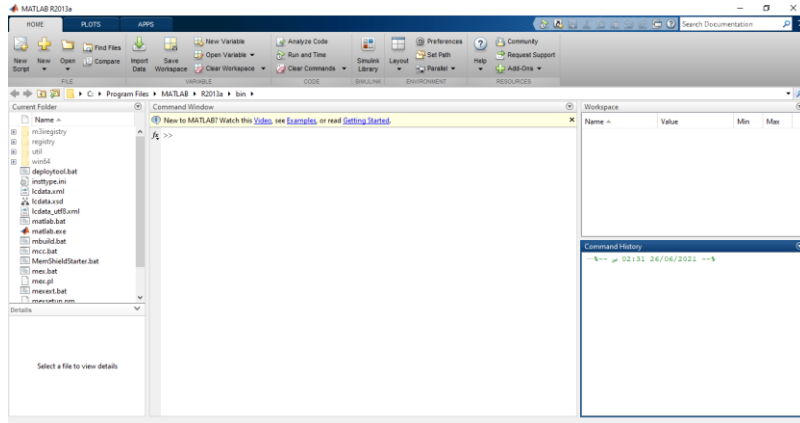 MATLAB R2013a
HOME PLOTS APPS Search Documentation
New Script New Open Find Files Compare Import Data Save Workspace New Variable Open Variable Clear Workspace Analyze Code Run and Time Clear Commands Simulink Library Layout Preferences Set Path Parallel Help Community Request Support Add-Ons
FILE VARIABLE CODE SIMULINK ENVIRONMENT RESOURCES
C: Program Files MATLAB R2013a bin
Current Folder
Name
m3iregistry
registry
util
win64
deploytool.bat
insttype.ini
lcdata.xml
lcdata.xsd
lcdata_utf8.xml
matlab.bat
matlab.exe
mbuild.bat
mcc.bat
MemShieldStarter.bat
mex.bat
mex.pl
mexext.bat
mexsetup.pm
Details
Select a file to view details
Command Window
New to MATLAB? Watch this Video, see Examples, or read Getting Started.
fx >>
Workspace
Name Value Min Max
Command History
02:31 26/06/2021 --%